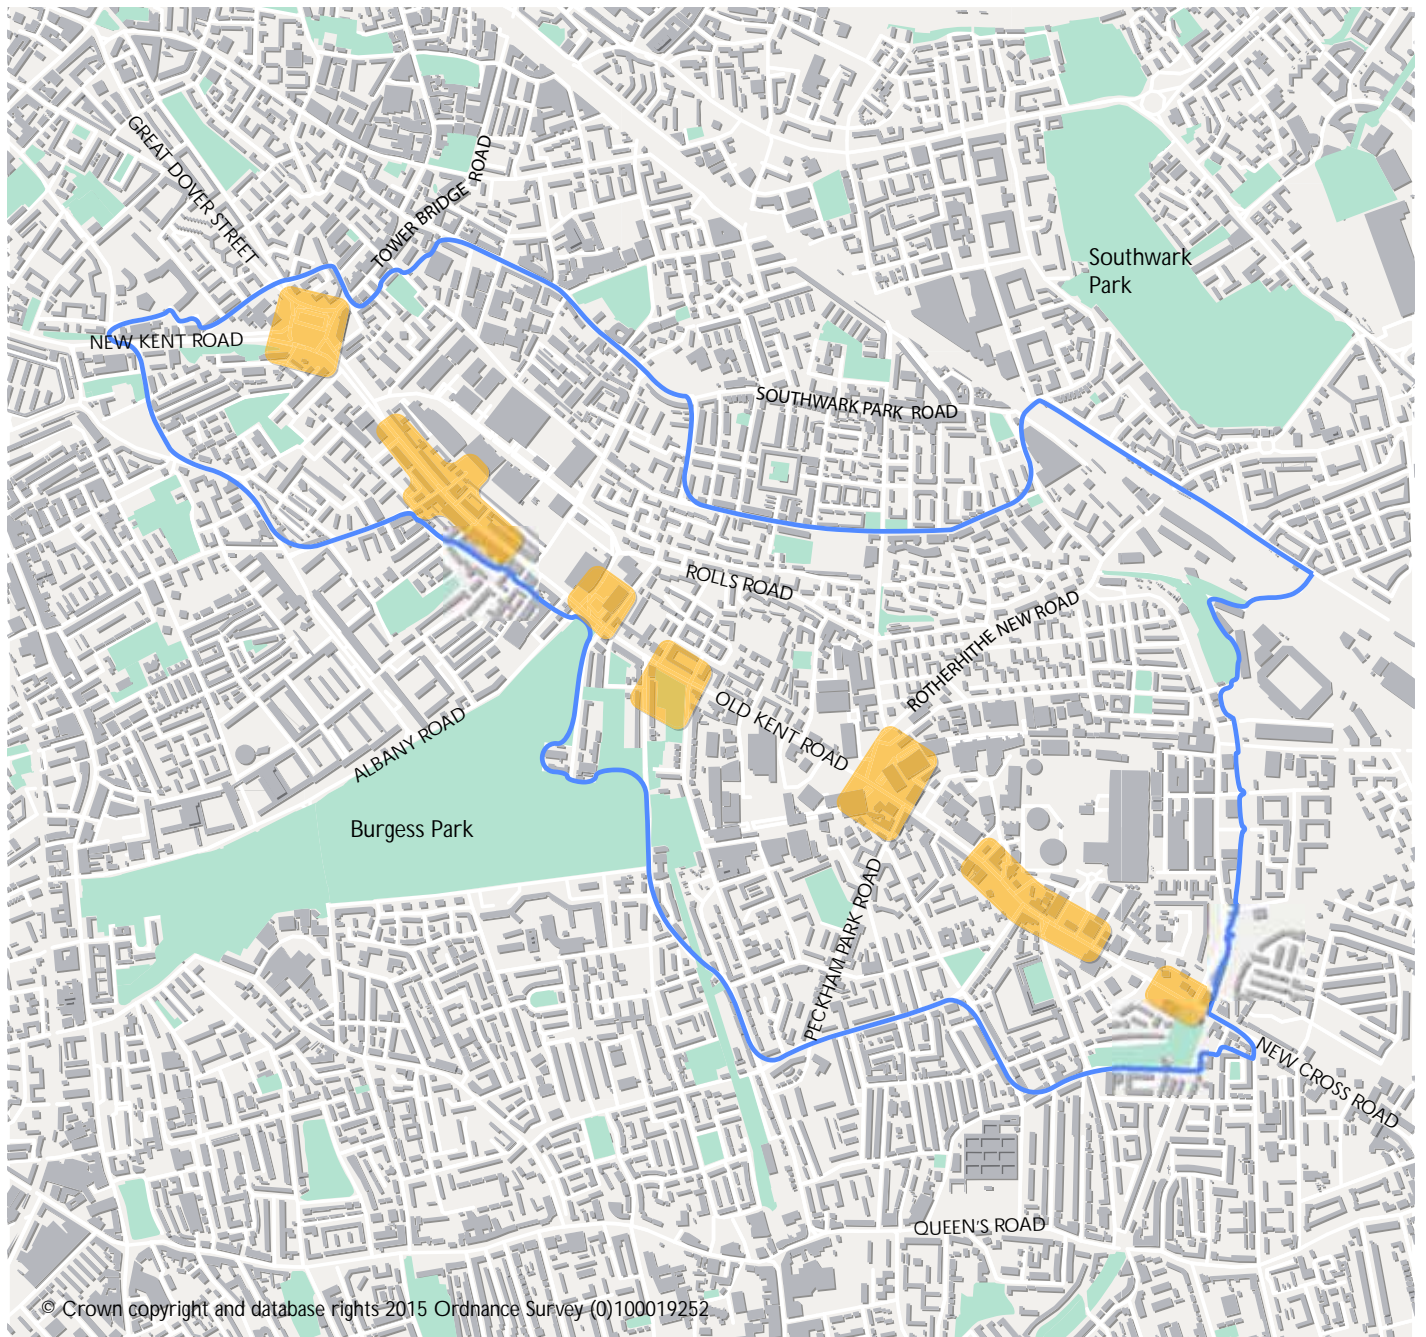 GREAT DOVER STREET
TOWER BRIDGE ROAD
Southwark
Park
NEW KENT ROAD
SOUTHWARK PARK ROAD
ROLLS ROAD
ROTHERHITHE NEW ROAD
OLD KENT ROAD
ALBANY ROAD
Burgess Park
PECKHAM PARK ROAD
NEW CROSS ROAD
QUEEN'S ROAD
© Crown copyright and database rights 2015 Ordnance Survey (0)100019252